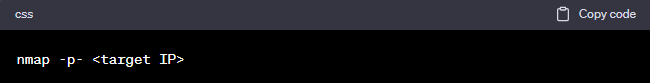 css
Copy code
nmap -p- <target IP>